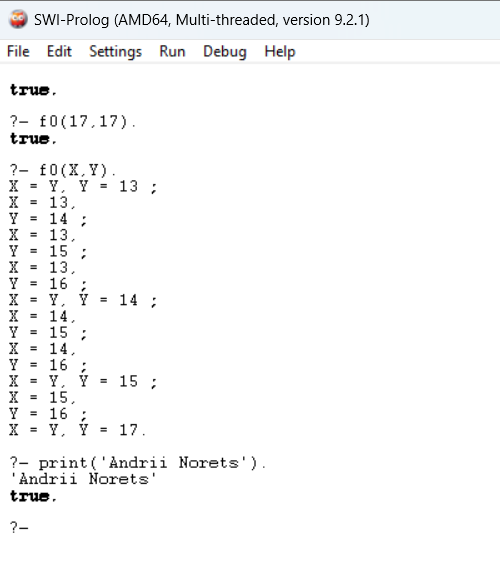 SWI-Prolog (AMD64, Multi-threaded, version 9.2.1)
File Edit Settings Run Debug Help
true.
?- f0(17,17).
true.
?- f0(X,Y).
X = Y, Y = 13 ;
X = 13,
Y = 14 ;
X = 13,
Y = 15 ;
X = 13,
Y = 16 ;
X = Y, Y = 14 ;
X = 14,
Y = 15 ;
X = 14,
Y = 16 ;
X = Y, Y = 15 ;
X = 15,
Y = 16 ;
X = Y, Y = 17.
?- print('Andrii Norets').
'Andrii Norets'
true.
?-